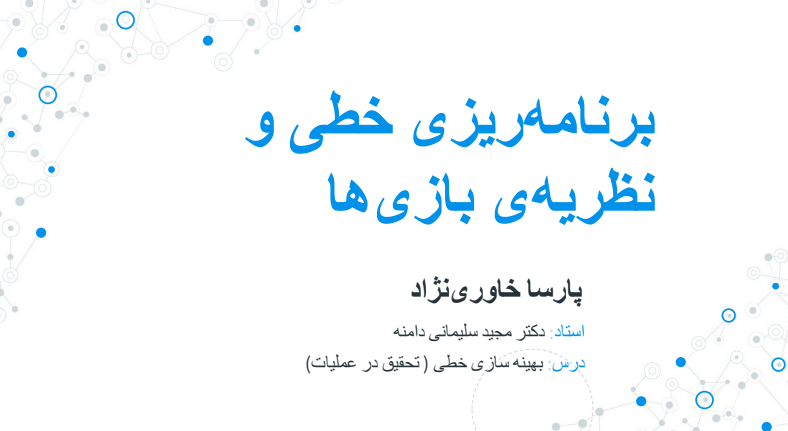 برنامه‌ریزی خطی و
نظریه‌ی بازی‌ها
پارسا خاوری‌نژاد
استاد: دکتر مجید سلیمانی دامنه
درس: بهینه سازی خطی ( تحقیق در عملیات)